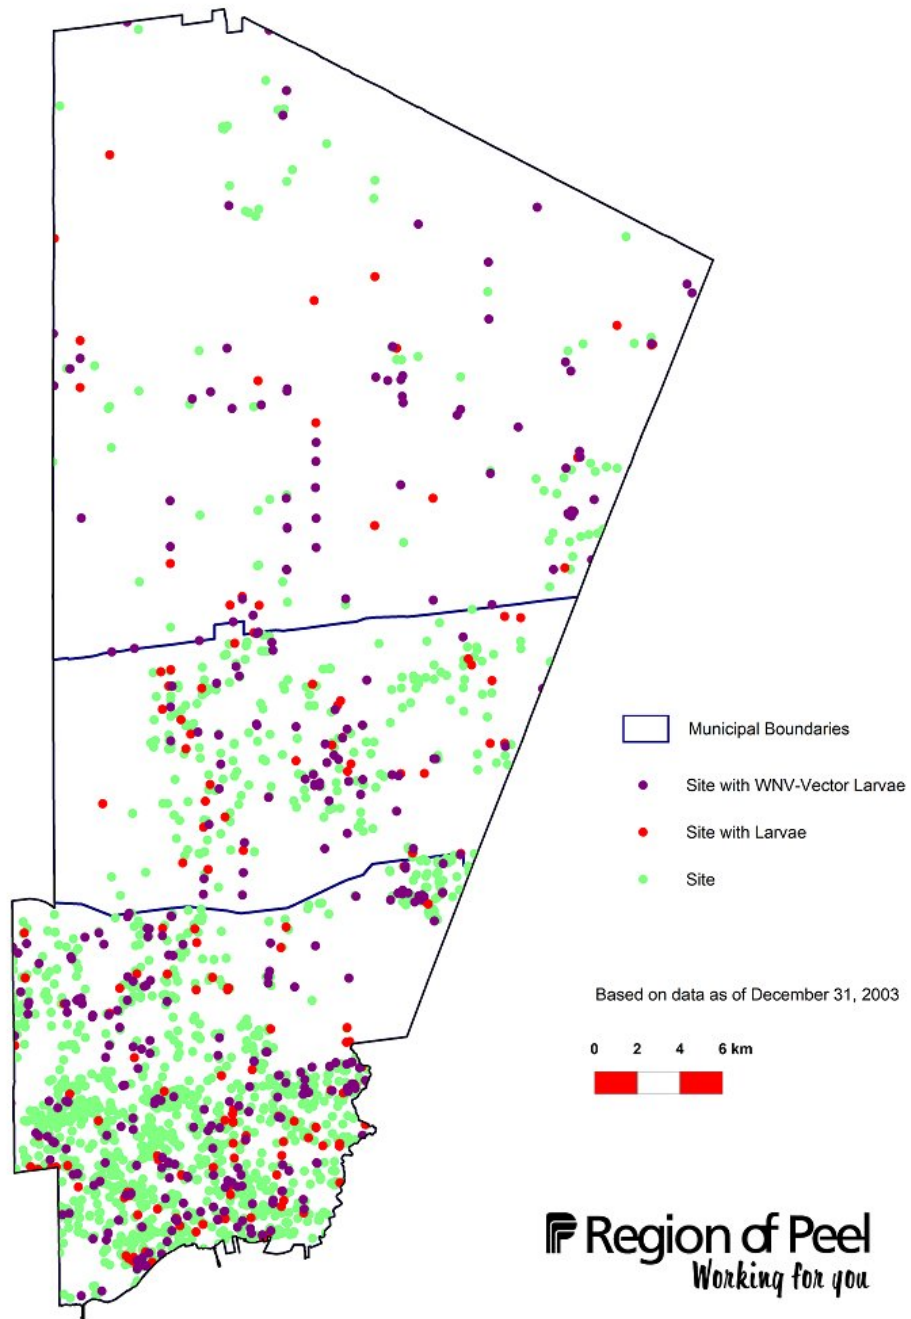 Municipal Boundaries
Site with WNV-Vector Larvae
Site with Larvae
Site
Based on data as of December 31, 2003
0 2 4 6 km
Region of Peel
Working for you